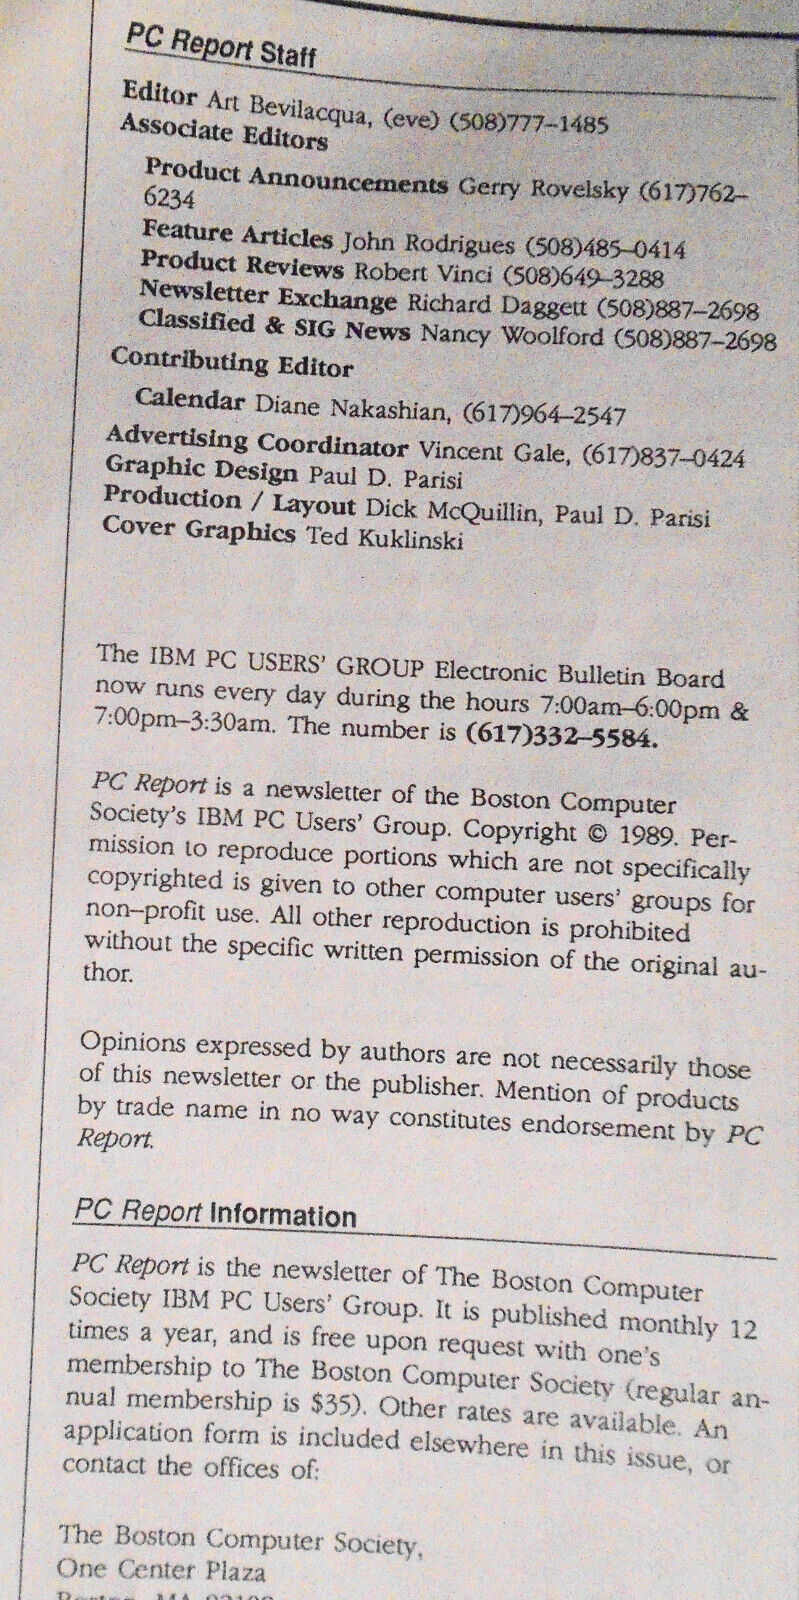 PC Report Staff
Editor Art Bevilacqua, (eve) (508)777–1485
Associate Editors
Product Announcements Gerry Rovelsky (617)762–
6234
Feature Articles John Rodrigues (508)485–0414
Product Reviews Robert Vinci (508)649–3288
Newsletter Exchange Richard Daggett (508)887–2698
Classified & SIG News Nancy Woolford (508)887–2698
Contributing Editor
Calendar Diane Nakashian, (617)964–2547
Advertising Coordinator Vincent Gale, (617)837–0424
Graphic Design Paul D. Parisi
Production / Layout Dick McQuillin, Paul D. Parisi
Cover Graphics Ted Kuklinski
The IBM PC USERS' GROUP Electronic Bulletin Board
now runs every day during the hours 7:00am–6:00pm &
7:00pm–3:30am. The number is (617)332–5584.
PC Report is a newsletter of the Boston Computer
Society's IBM PC Users' Group. Copyright © 1989. Per-
mission to reproduce portions which are not specifically
copyrighted is given to other computer users' groups for
non–profit use. All other reproduction is prohibited
without the specific written permission of the original au-
thor.
Opinions expressed by authors are not necessarily those
of this newsletter or the publisher. Mention of products
by trade name in no way constitutes endorsement by PC
Report.
PC Report Information
PC Report is the newsletter of The Boston Computer
Society IBM PC Users' Group. It is published monthly 12
times a year, and is free upon request with one's
membership to The Boston Computer Society (regular an-
nual membership is $35). Other rates are available. An
application form is included elsewhere in this issue, or
contact the offices of:
The Boston Computer Society,
One Center Plaza
Boston, MA